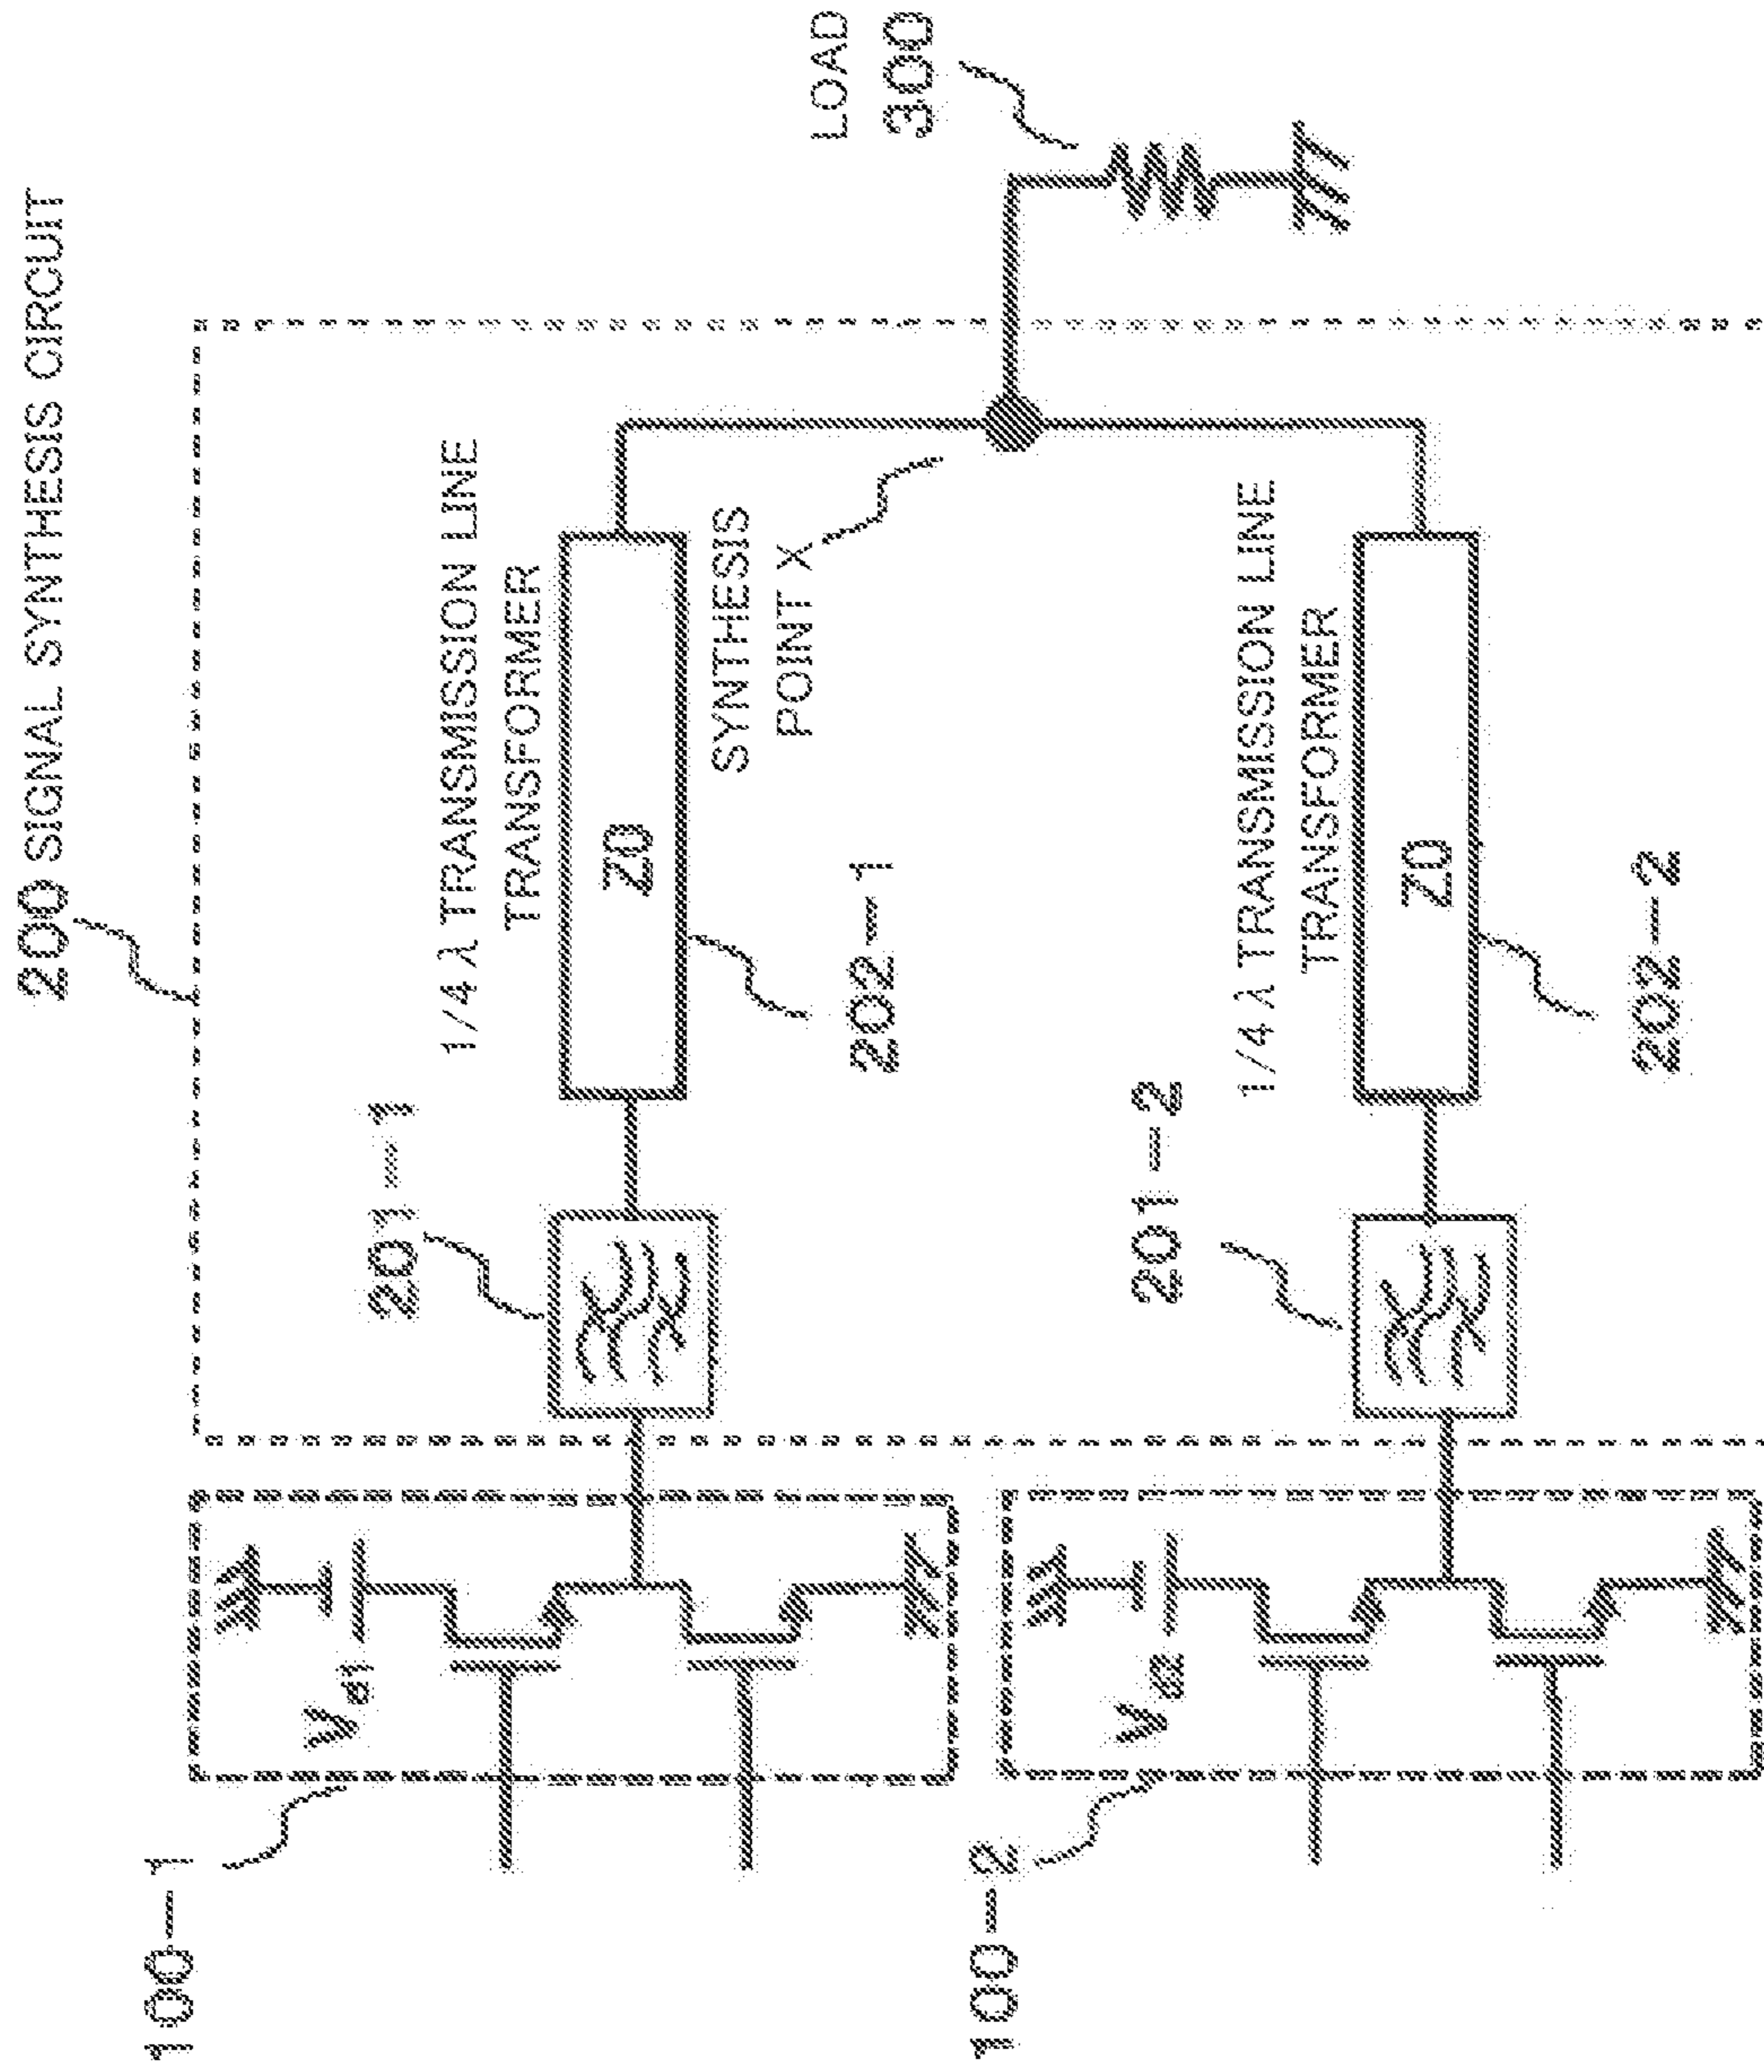 200 SIGNAL SYNTHESIS CIRCUIT
100-1
Vd1
201-1
1/4 λ TRANSMISSION LINE
TRANSFORMER
Z0
202-1
SYNTHESIS
POINT X
LOAD
300
100-2
Vd2
201-2
1/4 λ TRANSMISSION LINE
TRANSFORMER
Z0
202-2